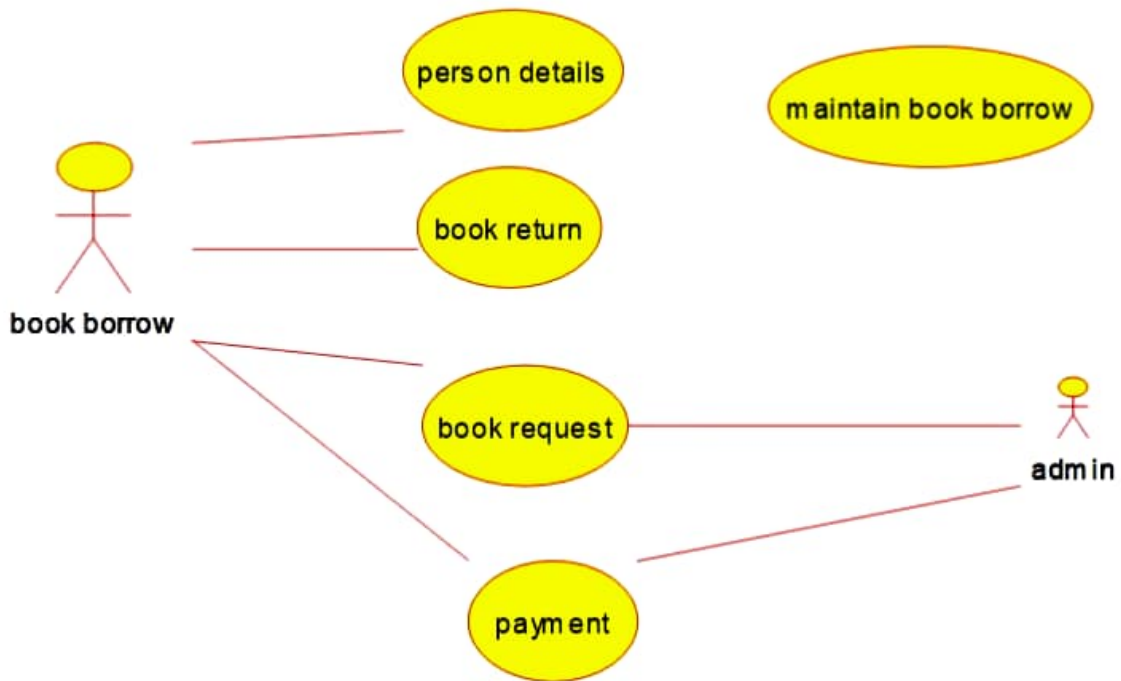 person details
maintain book borrow
book return
book borrow
book request
admin
payment